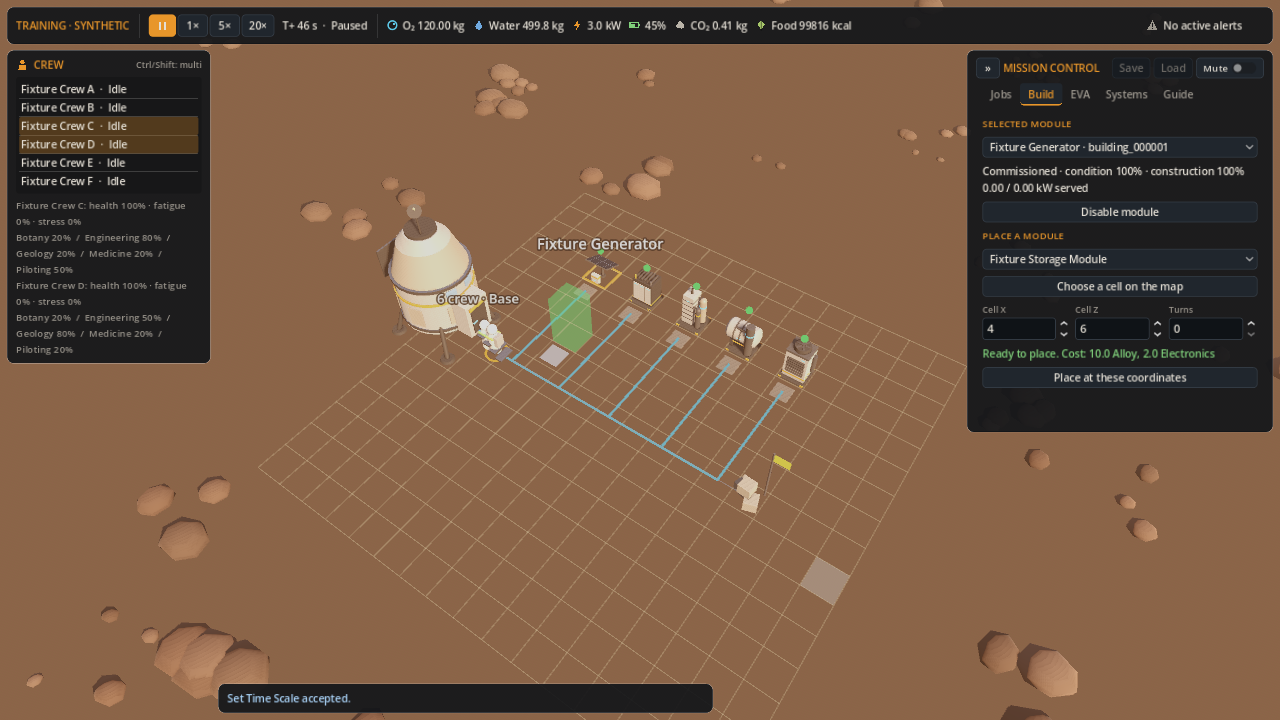 TRAINING · SYNTHETIC 1× 5× 20× T+ 46 s · Paused O₂ 120.00 kg Water 499.8 kg 3.0 kW 45% CO₂ 0.41 kg Food 99816 kcal No active alerts
CREW Ctrl/Shift: multi
Fixture Crew A · Idle
Fixture Crew B · Idle
Fixture Crew C · Idle
Fixture Crew D · Idle
Fixture Crew E · Idle
Fixture Crew F · Idle
Fixture Crew C: health 100% · fatigue
0% · stress 0%
Botany 20% / Engineering 80% /
Geology 20% / Medicine 20% /
Piloting 50%
Fixture Crew D: health 100% · fatigue
0% · stress 0%
Botany 20% / Engineering 50% /
Geology 80% / Medicine 20% /
Piloting 20%
Fixture Generator
6 crew · Base
» MISSION CONTROL Save Load Mute
Jobs Build EVA Systems Guide
SELECTED MODULE
Fixture Generator · building_000001
Commissioned · condition 100% · construction 100%
0.00 / 0.00 kW served
Disable module
PLACE A MODULE
Fixture Storage Module
Choose a cell on the map
Cell X Cell Z Turns
4 6 0
Ready to place. Cost: 10.0 Alloy, 2.0 Electronics
Place at these coordinates
Set Time Scale accepted.